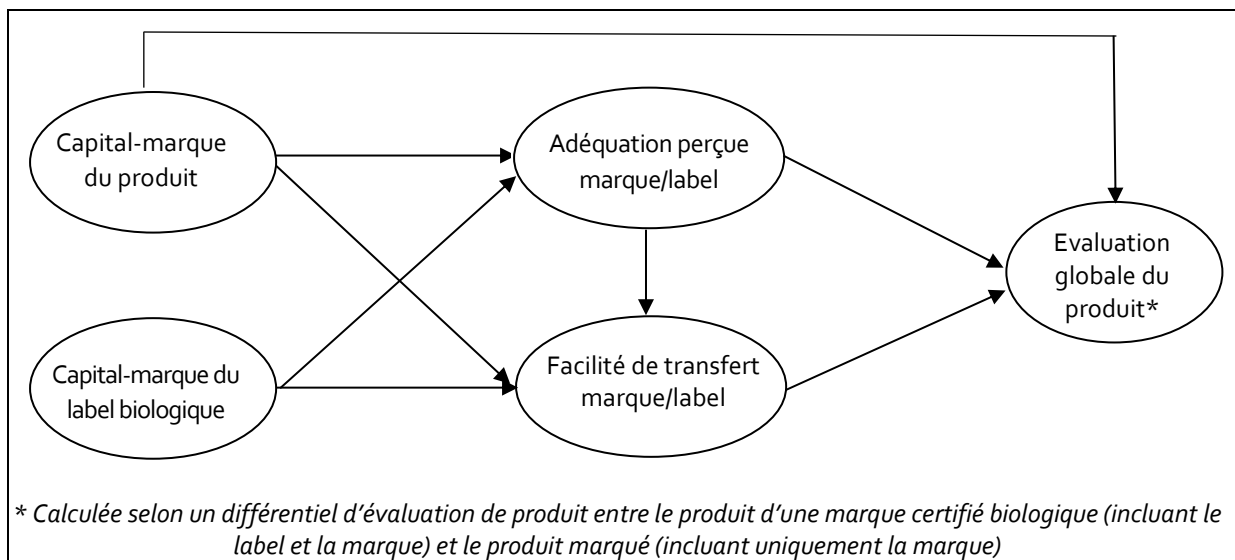 Capital-marque
du produit
Adéquation perçue
marque/label
Evaluation
globale du
produit*
Capital-marque du
label biologique
Facilité de transfert
marque/label
* Calculée selon un différentiel d’évaluation de produit entre le produit d’une marque certifié biologique (incluant le
label et la marque) et le produit marqué (incluant uniquement la marque)